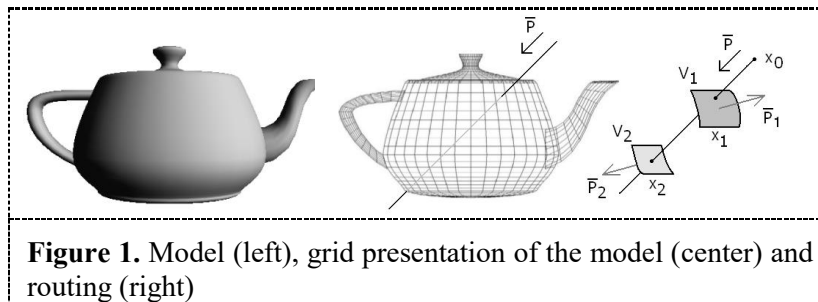 P̅
P̅
x₀
V₁
P̅₁
x₁
V₂
P̅₂
x₂
Figure 1. Model (left), grid presentation of the model (center) and
routing (right)